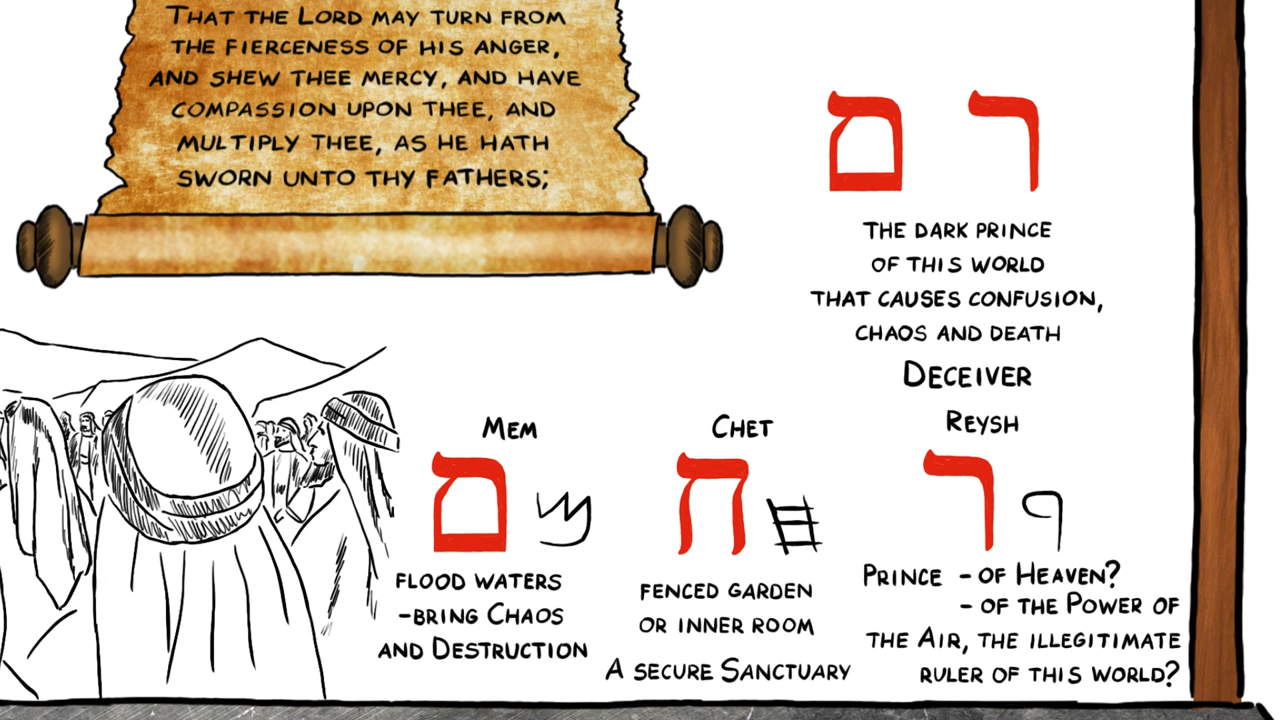 THAT THE LORD MAY TURN FROM
THE FIERCENESS OF HIS ANGER,
AND SHEW THEE MERCY, AND HAVE
COMPASSION UPON THEE, AND
MULTIPLY THEE, AS HE HATH
SWORN UNTO THY FATHERS;
ר ם
THE DARK PRINCE
OF THIS WORLD
THAT CAUSES CONFUSION,
CHAOS AND DEATH
DECEIVER
MEM
ם
FLOOD WATERS
-BRING CHAOS
AND DESTRUCTION
CHET
ח
FENCED GARDEN
OR INNER ROOM
A SECURE SANCTUARY
REYSH
ר
PRINCE - OF HEAVEN?
- OF THE POWER OF
THE AIR, THE ILLEGITIMATE
RULER OF THIS WORLD?